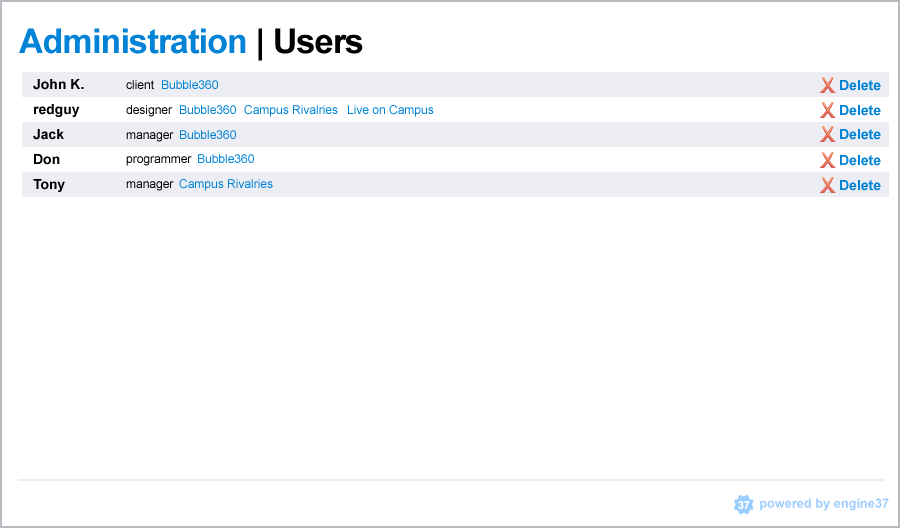 Administration | Users
John K. client Bubble360 Delete
redguy designer Bubble360 Campus Rivalries Live on Campus Delete
Jack manager Bubble360 Delete
Don programmer Bubble360 Delete
Tony manager Campus Rivalries Delete
37 powered by engine37